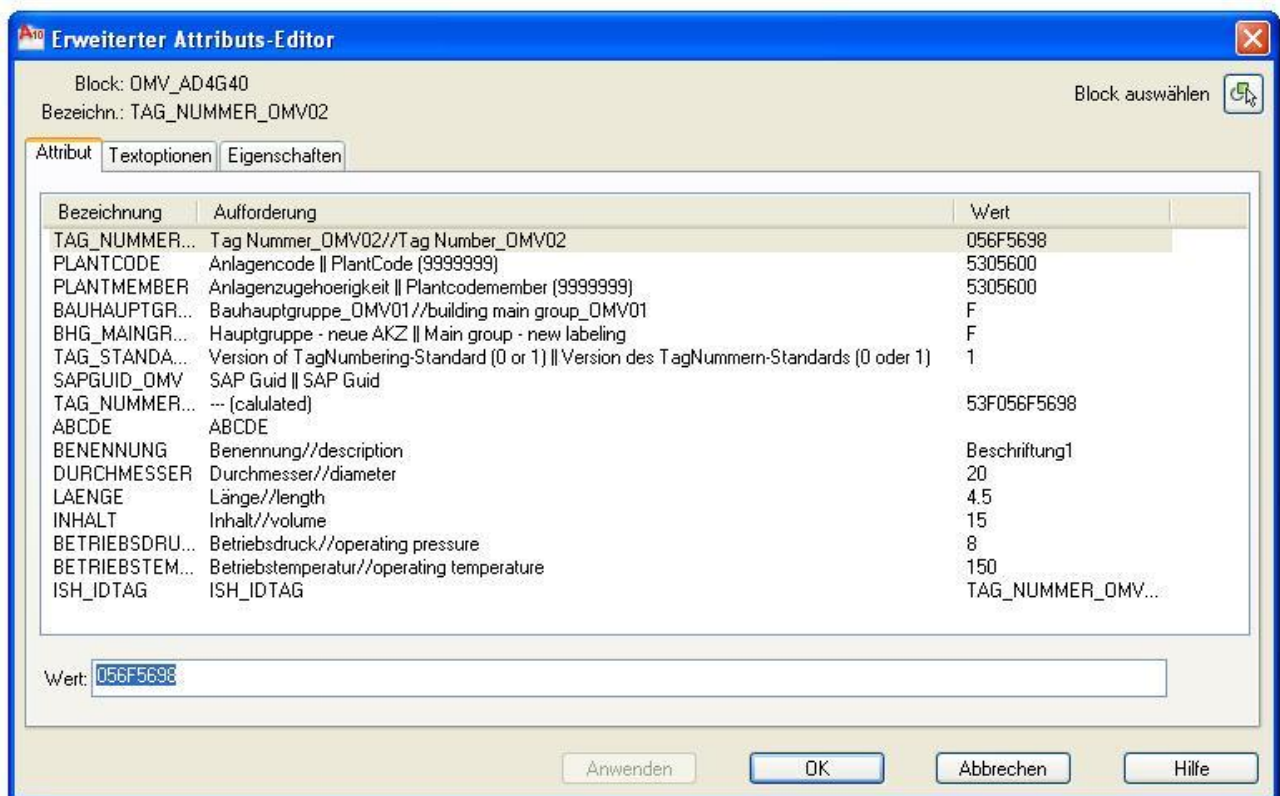 A10 Erweiterter Attributs-Editor
Block: OMV_AD4G40
Block auswählen
Bezeichn.: TAG_NUMMER_OMV02
Attribut Textoptionen Eigenschaften
Bezeichnung Aufforderung Wert
TAG_NUMMER... Tag Nummer_OMV02//Tag Number_OMV02 056F5698
PLANTCODE Anlagencode || PlantCode (9999999) 5305600
PLANTMEMBER Anlagenzugehoerigkeit || Plantcodemember (9999999) 5305600
BAUHAUPTGR... Bauhauptgruppe_OMV01//building main group_OMV01 F
BHG_MAINGR... Hauptgruppe - neue AKZ || Main group - new labeling F
TAG_STANDA... Version of TagNumbering-Standard (0 or 1) || Version des TagNummern-Standards (0 oder 1) 1
SAPGUID_OMV SAP Guid || SAP Guid
TAG_NUMMER... --- (calulated) 53F056F5698
ABCDE ABCDE
BENENNUNG Benennung//description Beschriftung1
DURCHMESSER Durchmesser//diameter 20
LAENGE Länge//length 4.5
INHALT Inhalt//volume 15
BETRIEBSDRU... Betriebsdruck//operating pressure 8
BETRIEBSTEM... Betriebstemperatur//operating temperature 150
ISH_IDTAG ISH_IDTAG TAG_NUMMER_OMV...
Wert: 056F5698
Anwenden OK Abbrechen Hilfe